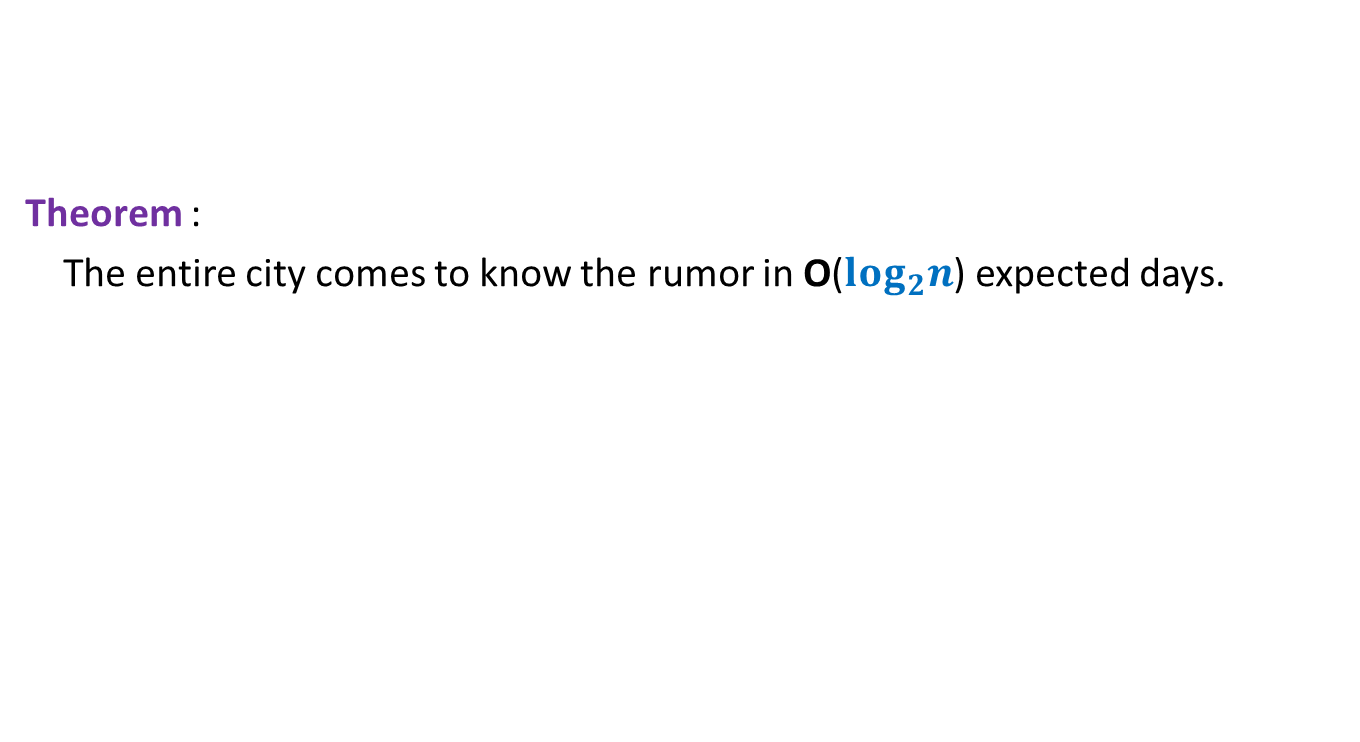 Theorem :
The entire city comes to know the rumor in O(log₂n) expected days.